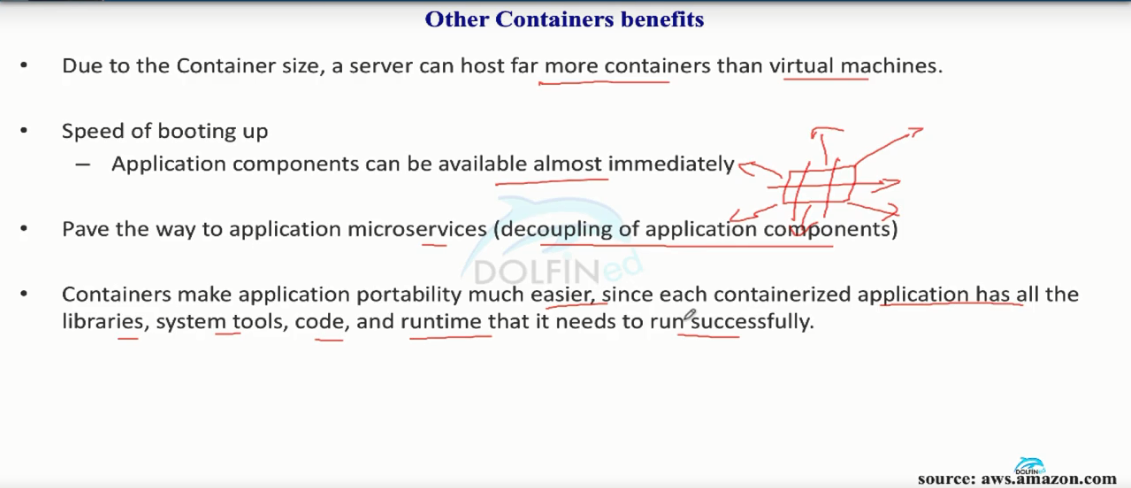 Other Containers benefits
• Due to the Container size, a server can host far more containers than virtual machines.
• Speed of booting up
– Application components can be available almost immediately
• Pave the way to application microservices (decoupling of application components)
DOLFINed
• Containers make application portability much easier, since each containerized application has all the
libraries, system tools, code, and runtime that it needs to run successfully.
DOLFINed
source: aws.amazon.com